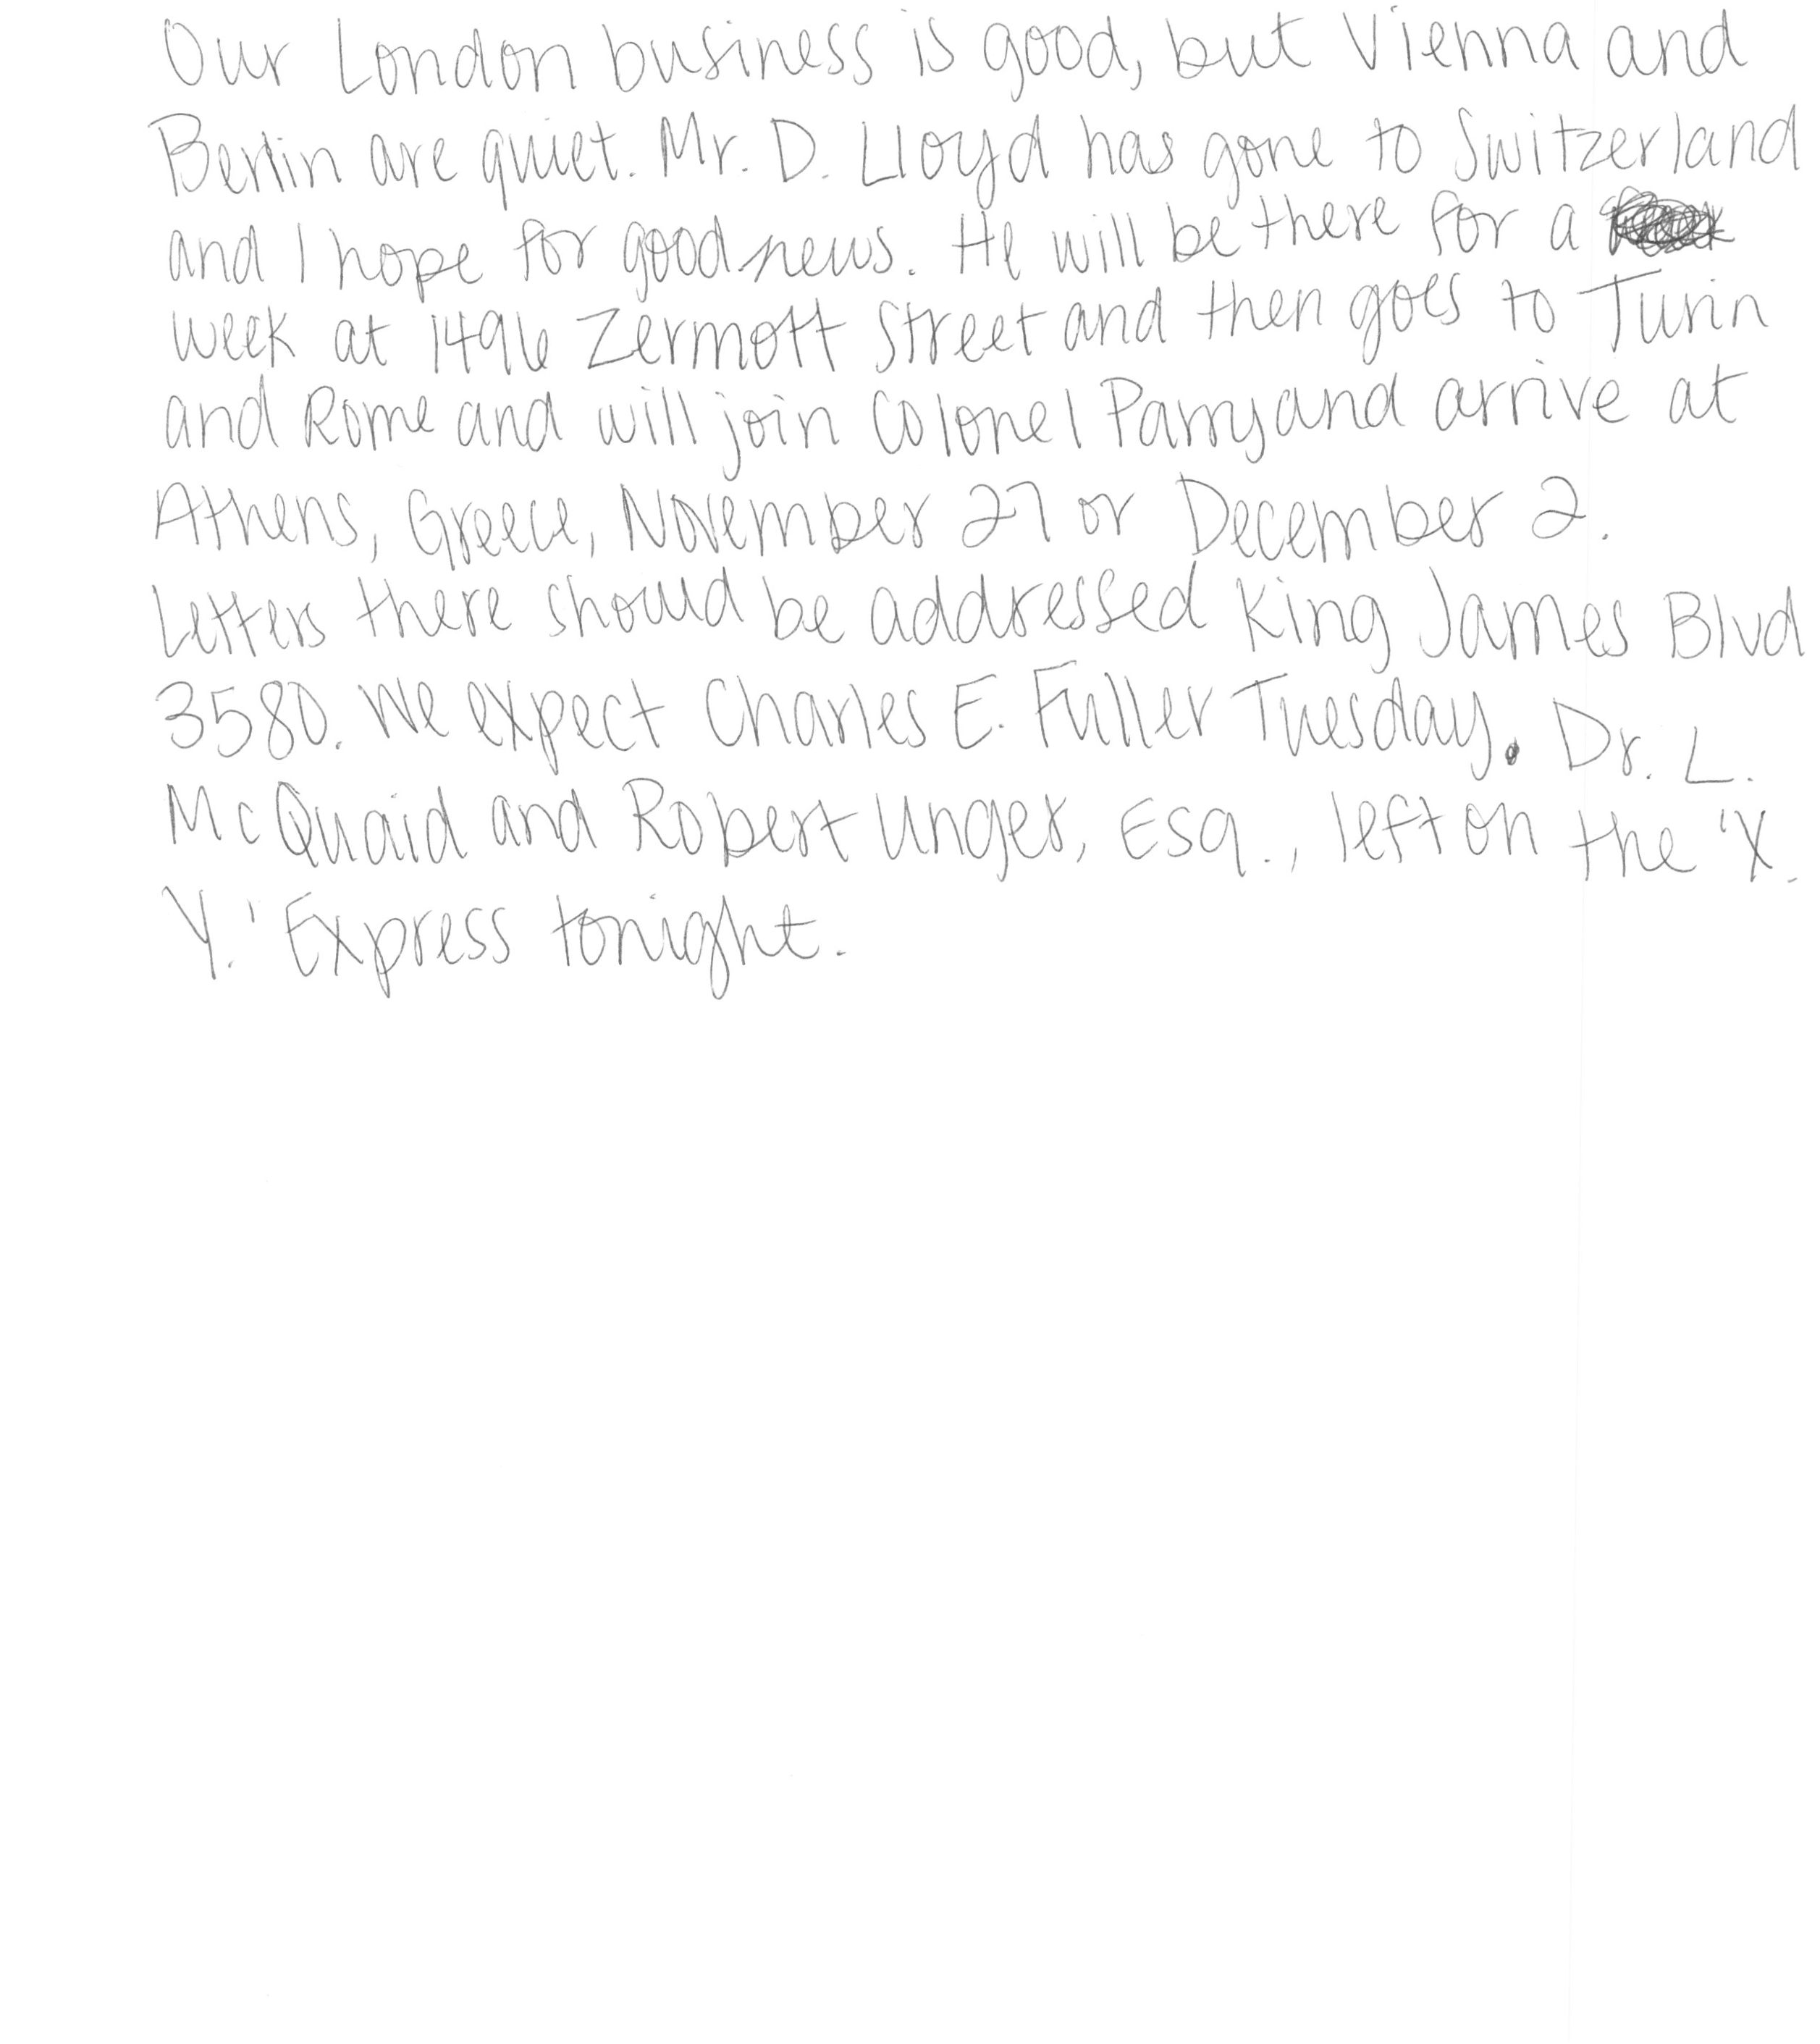 Our London business is good, but Vienna and
Berlin are quiet. Mr. D. Lloyd has gone to Switzerland
and I hope for good news. He will be there for a
week at 1496 Zermott Street and then goes to Turin
and Rome and will join Colonel Parry and arrive at
Athens, Greece, November 27 or December 2.
Letters there should be addressed King James Blvd
3580. We expect Charles E. Fuller Tuesday. Dr. L.
McQuaid and Robert Unger, Esq., left on the 'X.
Y.' Express tonight.